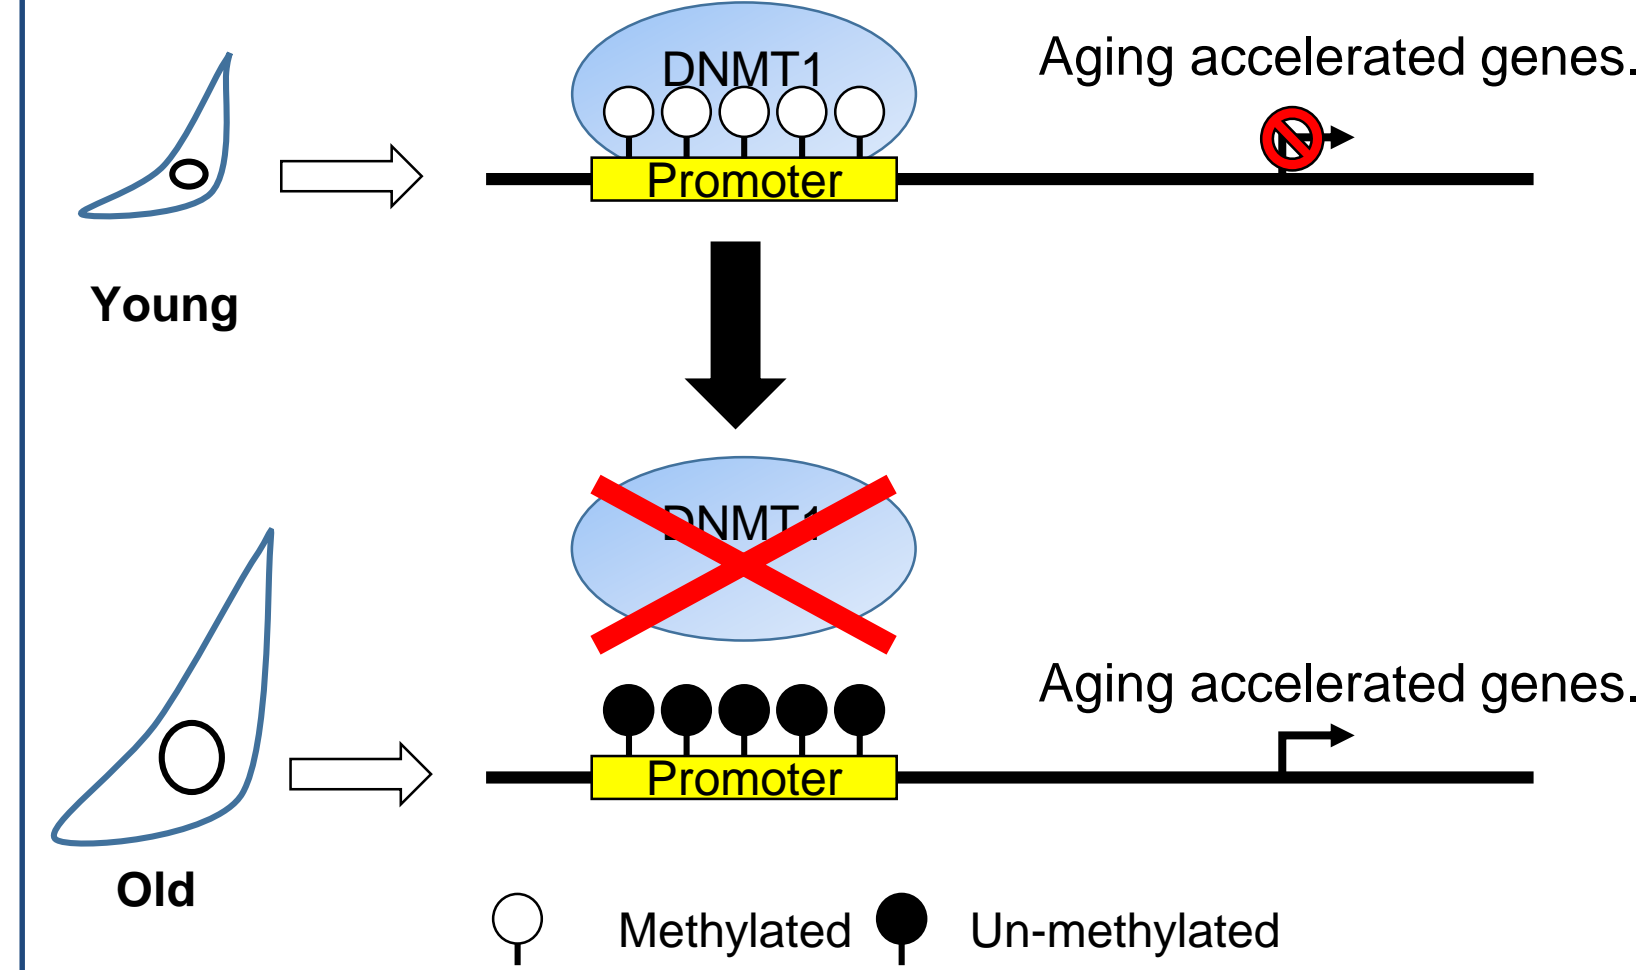 DNMT1
Aging accelerated genes.
Promoter
Young
DNMT1
Aging accelerated genes.
Promoter
Old
Methylated
Un-methylated